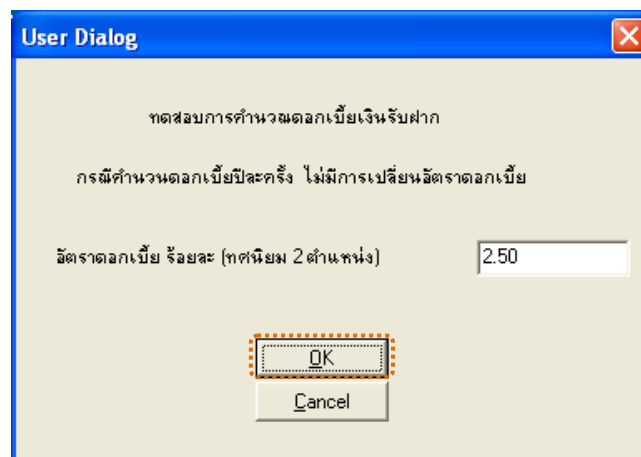 User Dialog
ทดสอบการคำนวณดอกเบี้ยเงินรับฝาก
กรณีคำนวนดอกเบี้ยปีละครั้ง ไม่มีการเปลี่ยนอัตราดอกเบี้ย
อัตราดอกเบี้ย ร้อยละ (ทศนิยม 2 ตำแหน่ง) 2.50
OK
Cancel